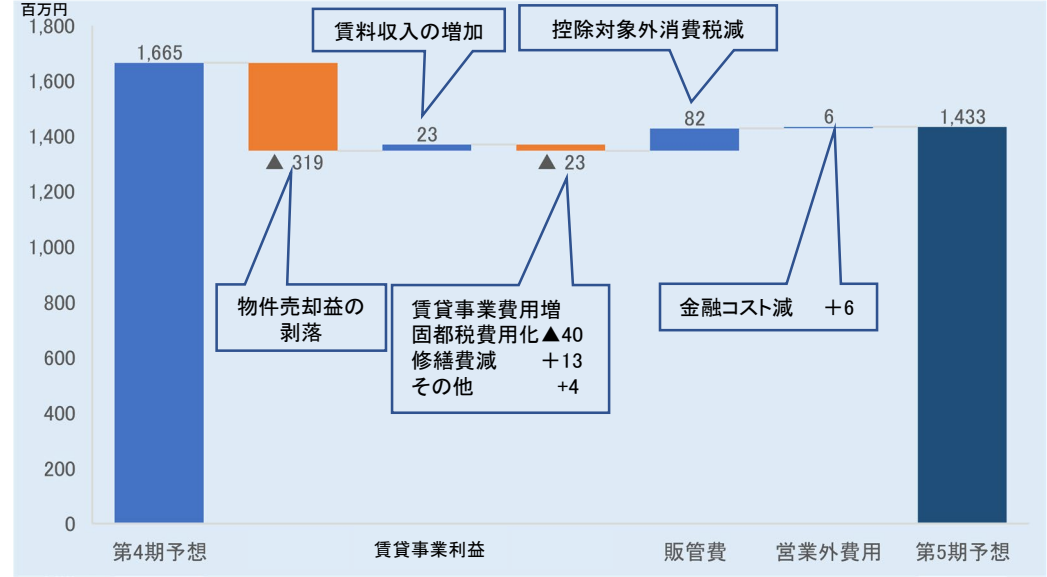 百万円
1,800
1,600
1,400
1,200
1,000
800
600
400
200
0
1,665
▲ 319
23
▲ 23
82
6
1,433
賃料収入の増加
控除対象外消費税減
物件売却益の
剥落
賃貸事業費用増
固都税費用化▲40
修繕費減 +13
その他 +4
金融コスト減 +6
第4期予想
賃貸事業利益
販管費
営業外費用
第5期予想